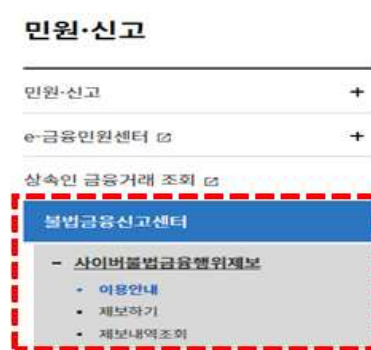 민원·신고
민원·신고 +
e-금융민원센터 +
상속인 금융거래 조회
불법금융신고센터
- 사이버불법금융행위제보
• 이용안내
• 제보하기
• 제보내역조회